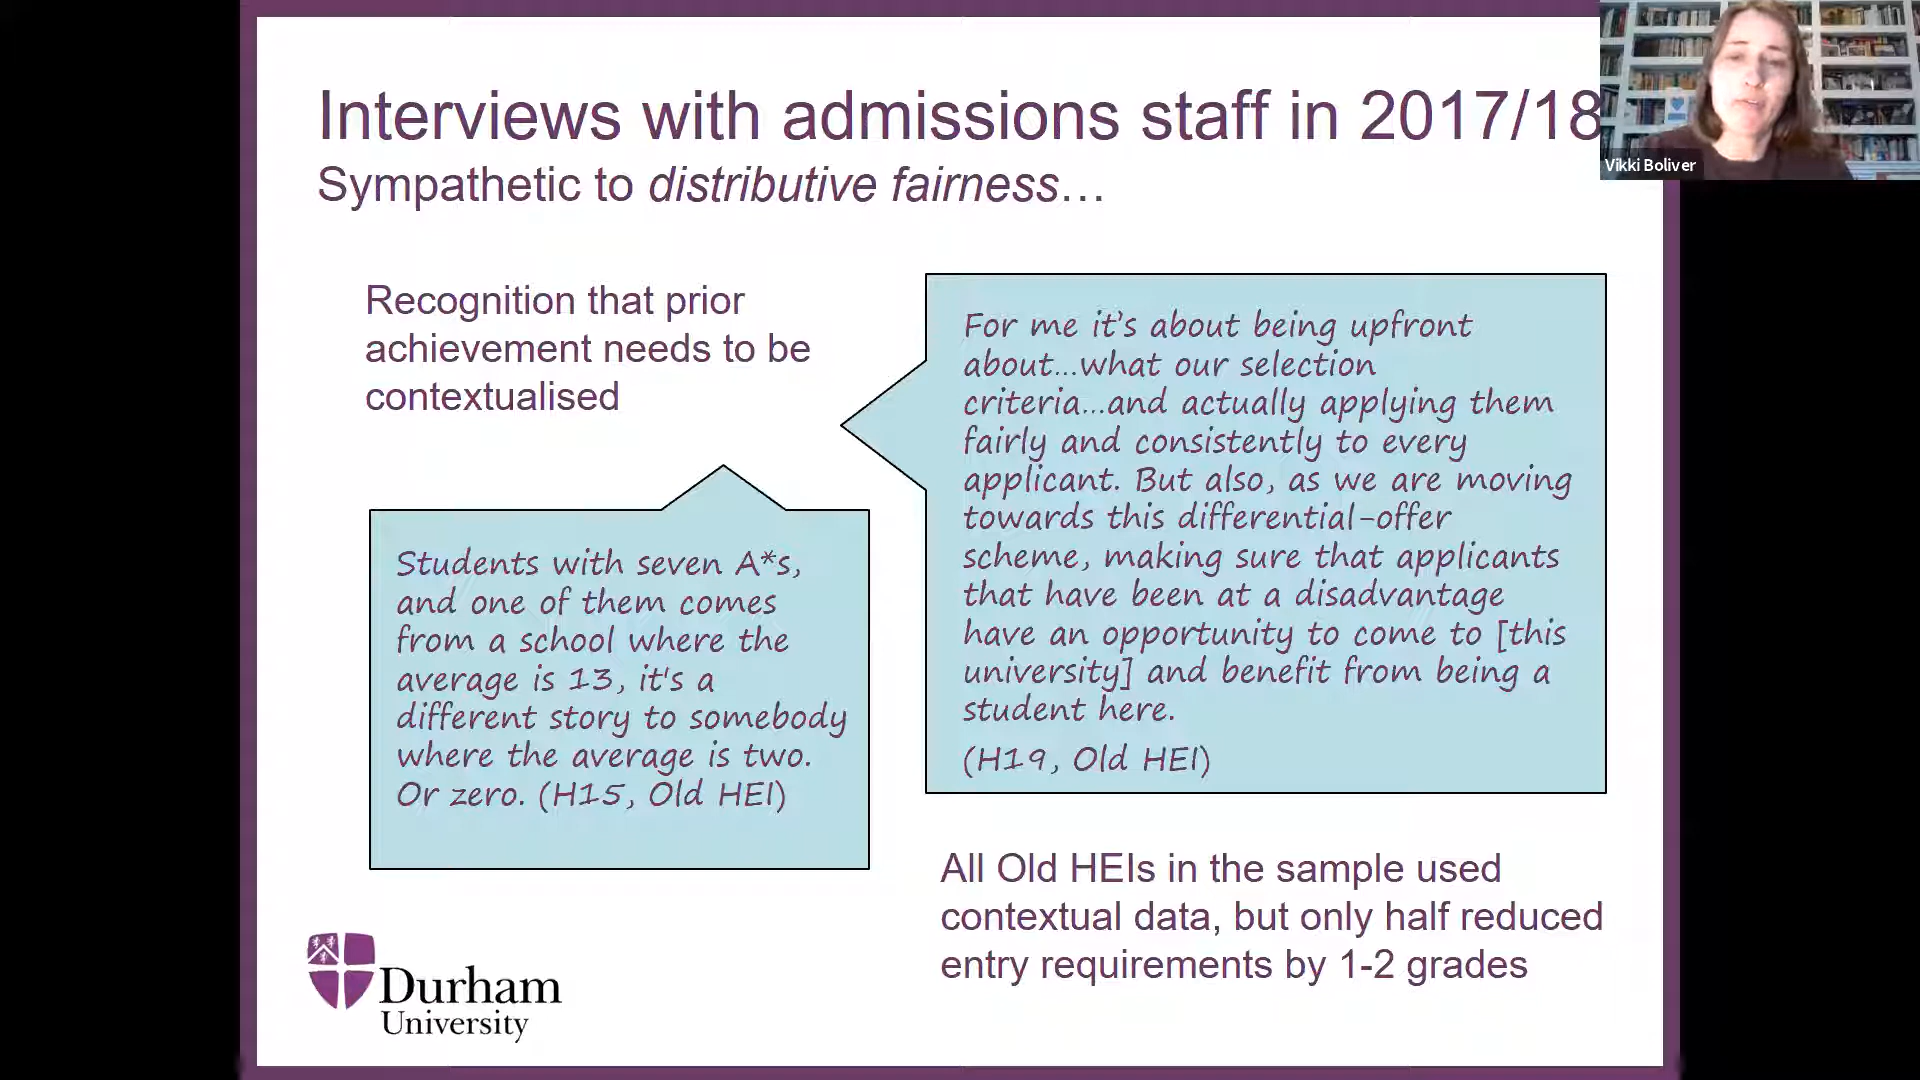 Interviews with admissions staff in 2017/18
Sympathetic to distributive fairness…
Recognition that prior
achievement needs to be
contextualised
Students with seven A*s,
and one of them comes
from a school where the
average is 13, it's a
different story to somebody
where the average is two.
Or zero. (H15, Old HEI)
For me it's about being upfront
about...what our selection
criteria...and actually applying them
fairly and consistently to every
applicant. But also, as we are moving
towards this differential-offer
scheme, making sure that applicants
that have been at a disadvantage
have an opportunity to come to [this
university] and benefit from being a
student here.
(H19, Old HEI)
All Old HEIs in the sample used
contextual data, but only half reduced
entry requirements by 1-2 grades
Durham
University
Vikki Boliver